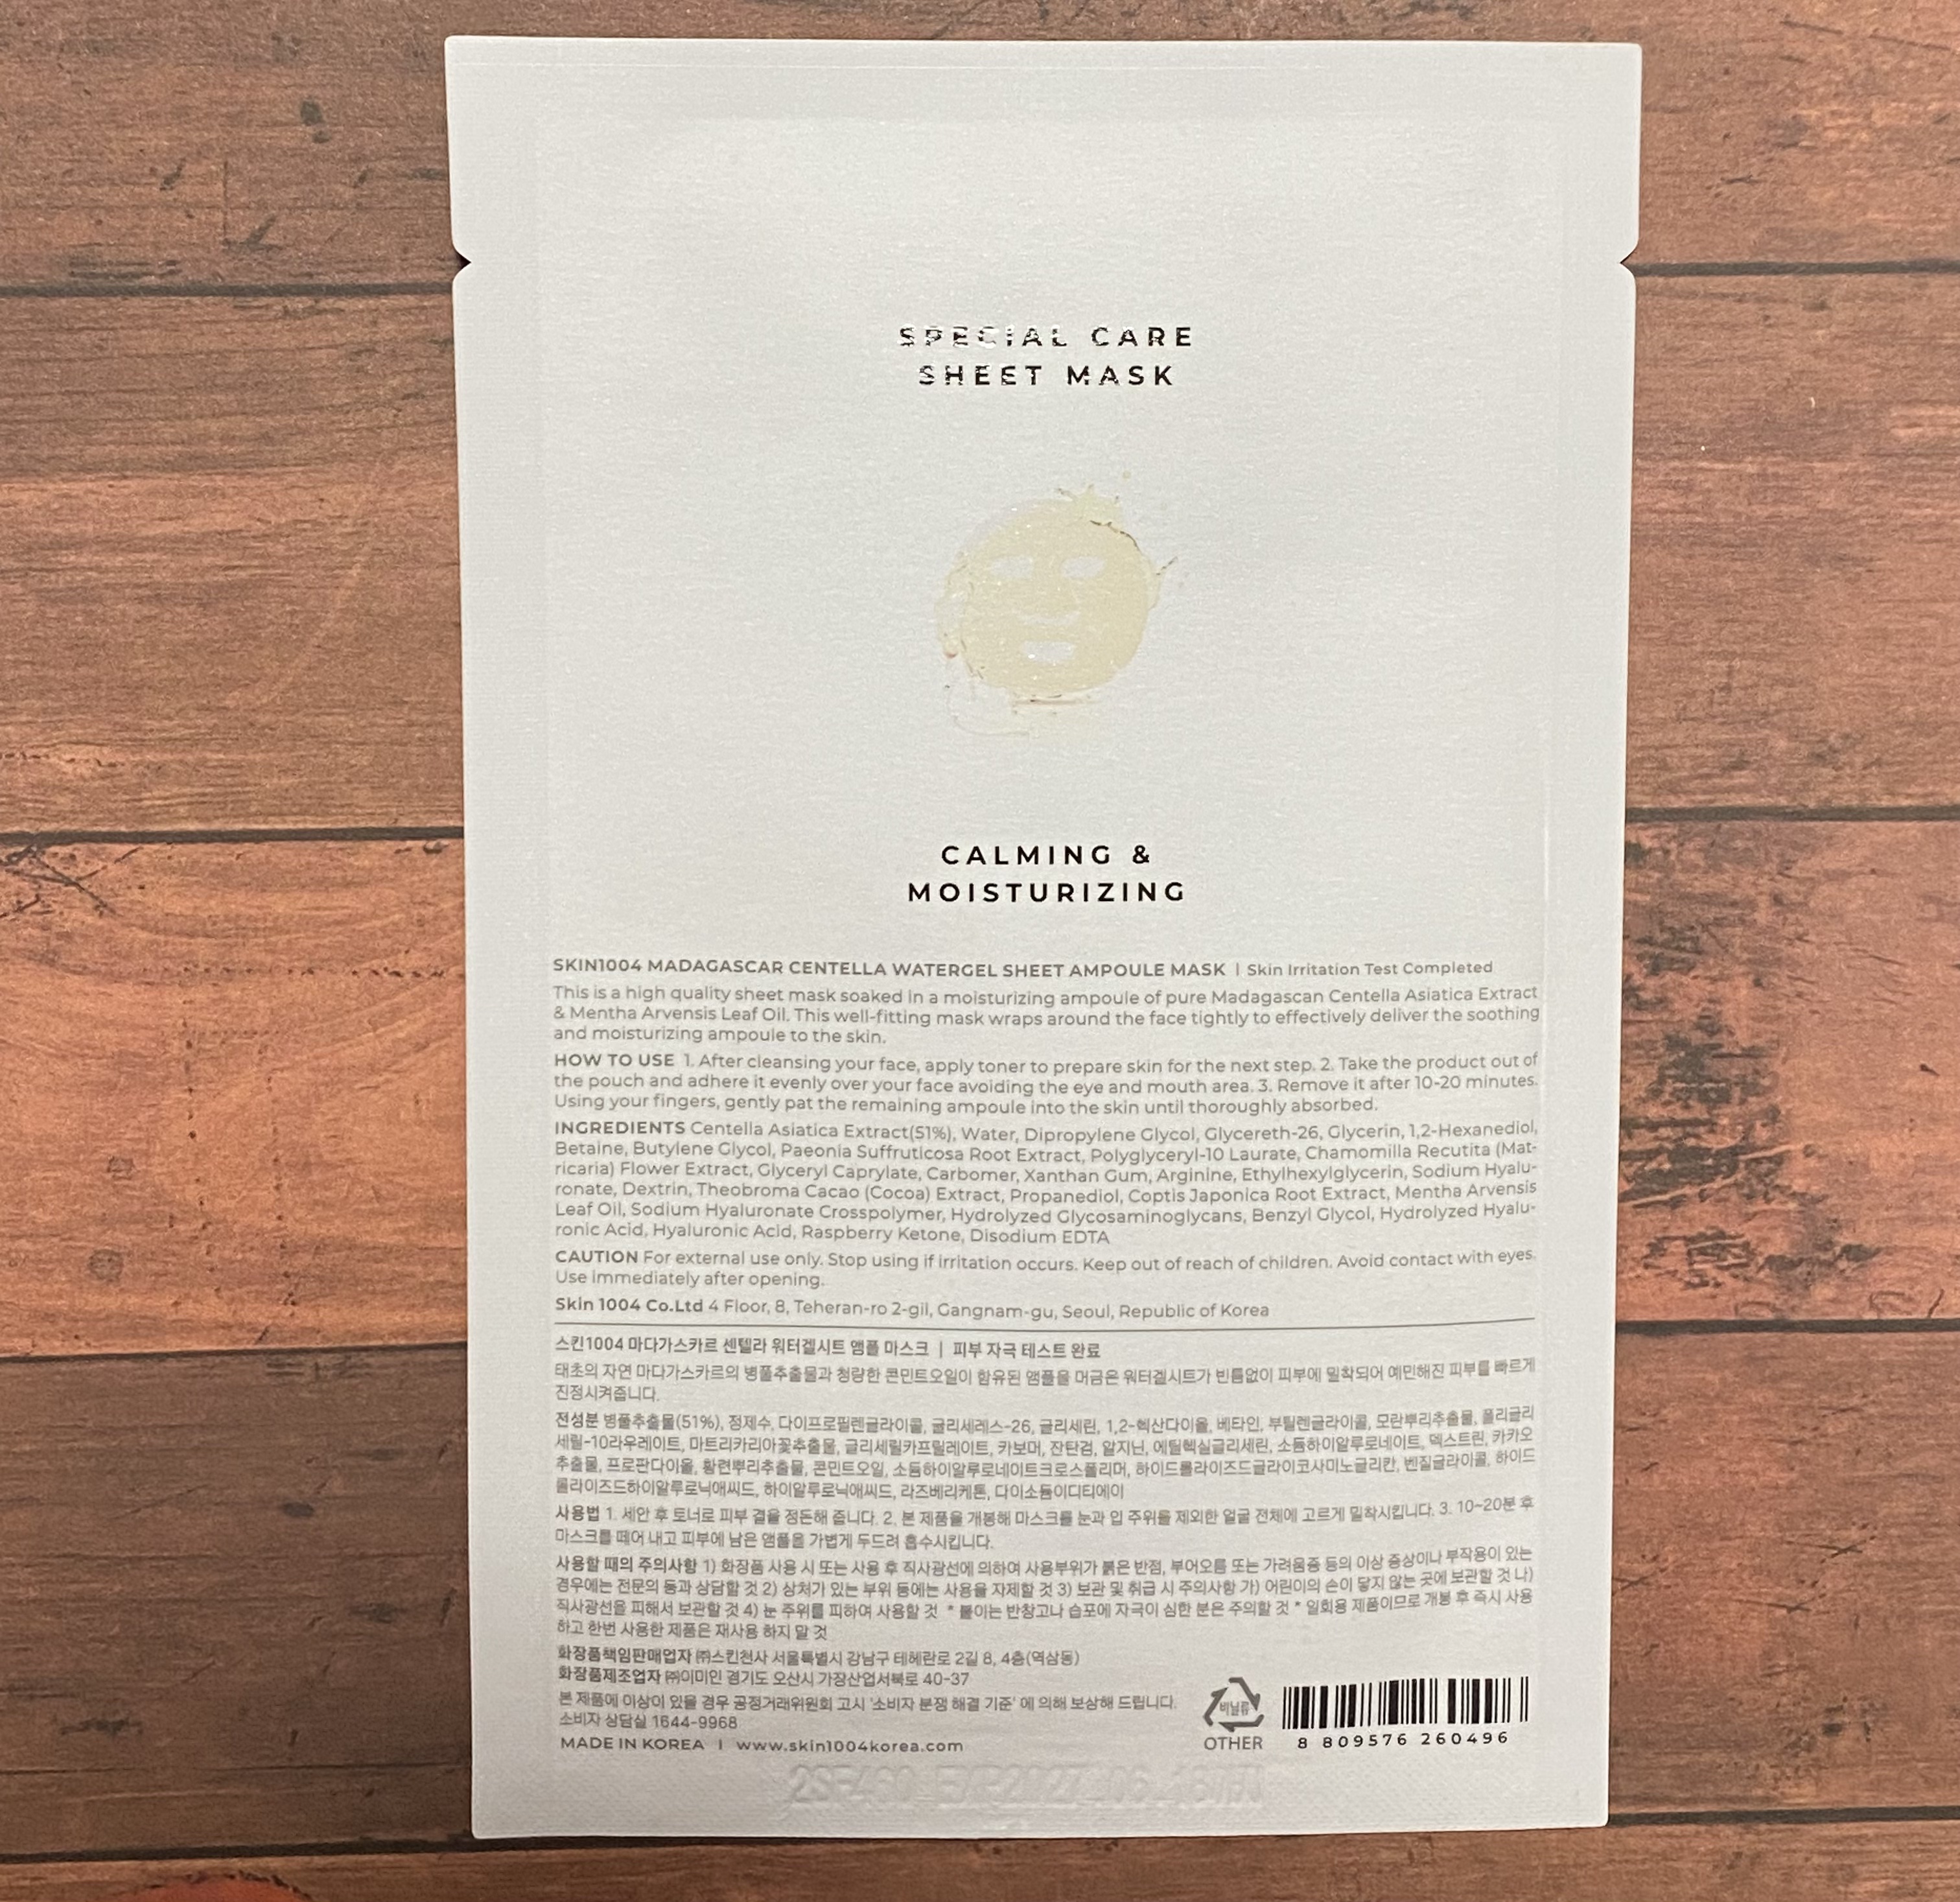 SPECIAL CARE
SHEET MASK
CALMING &
MOISTURIZING
SKIN1004 MADAGASCAR CENTELLA WATERGEL SHEET AMPOULE MASK | Skin Irritation Test Completed
This is a high quality sheet mask soaked in a moisturizing ampoule of pure Madagascan Centella Asiatica Extract
& Mentha Arvensis Leaf Oil. This well-fitting mask wraps around the face tightly to effectively deliver the soothing
and moisturizing ampoule to the skin.
HOW TO USE 1. After cleansing your face, apply toner to prepare skin for the next step. 2. Take the product out of
the pouch and adhere it evenly over your face avoiding the eye and mouth area. 3. Remove it after 10-20 minutes.
Using your fingers, gently pat the remaining ampoule into the skin until thoroughly absorbed.
INGREDIENTS Centella Asiatica Extract(51%), Water, Dipropylene Glycol, Glycereth-26, Glycerin, 1,2-Hexanediol,
Betaine, Butylene Glycol, Paeonia Suffruticosa Root Extract, Polyglyceryl-10 Laurate, Chamomilla Recutita (Mat-
ricaria) Flower Extract, Glyceryl Caprylate, Carbomer, Xanthan Gum, Arginine, Ethylhexylglycerin, Sodium Hyalu-
ronate, Dextrin, Theobroma Cacao (Cocoa) Extract, Propanediol, Coptis Japonica Root Extract, Mentha Arvensis
Leaf Oil, Sodium Hyaluronate Crosspolymer, Hydrolyzed Glycosaminoglycans, Benzyl Glycol, Hydrolyzed Hyalu-
ronic Acid, Hyaluronic Acid, Raspberry Ketone, Disodium EDTA
CAUTION For external use only. Stop using if irritation occurs. Keep out of reach of children. Avoid contact with eyes.
Use immediately after opening.
Skin 1004 Co.Ltd 4 Floor, 8, Teheran-ro 2-gil, Gangnam-gu, Seoul, Republic of Korea
스킨1004 마다가스카르 센텔라 워터겔시트 앰플 마스크 | 피부 자극 테스트 완료
태초의 자연 마다가스카르의 병풀추출물과 청량한 콘민트오일이 함유된 앰플을 머금은 워터겔시트가 빈틈없이 피부에 밀착되어 예민해진 피부를 빠르게
진정시켜줍니다.
전성분 병풀추출물(51%), 정제수, 다이프로필렌글라이콜, 글리세레스-26, 글리세린, 1,2-헥산다이올, 베타인, 부틸렌글라이콜, 모란뿌리추출물, 폴리글리
세릴-10라우레이트, 마트리카리아꽃추출물, 글리세릴카프릴레이트, 카보머, 잔탄검, 알지닌, 에틸헥실글리세린, 소듐하이알루로네이트, 덱스트린, 카카오
추출물, 프로판다이올, 황련뿌리추출물, 콘민트오일, 소듐하이알루로네이트크로스폴리머, 하이드롤라이즈드글라이코사미노글리칸, 벤질글라이콜, 하이드
롤라이즈드하이알루로닉애씨드, 하이알루로닉애씨드, 라즈베리케톤, 다이소듐이디티에이
사용법 1. 세안 후 토너로 피부 결을 정돈해 줍니다. 2. 본 제품을 개봉해 마스크를 눈과 입 주위를 제외한 얼굴 전체에 고르게 밀착시킵니다. 3. 10~20분 후
마스크를 떼어 내고 피부에 남은 앰플을 가볍게 두드려 흡수시킵니다.
사용할 때의 주의사항 1) 화장품 사용 시 또는 사용 후 직사광선에 의하여 사용부위가 붉은 반점, 부어오름 또는 가려움증 등의 이상 증상이나 부작용이 있는
경우에는 전문의 등과 상담할 것 2) 상처가 있는 부위 등에는 사용을 자제할 것 3) 보관 및 취급 시 주의사항 가) 어린이의 손이 닿지 않는 곳에 보관할 것 나)
직사광선을 피해서 보관할 것 4) 눈 주위를 피하여 사용할 것 * 붙이는 반창고나 습포에 자극이 심한 분은 주의할 것 * 일회용 제품이므로 개봉 후 즉시 사용
하고 한번 사용한 제품은 재사용 하지 말 것
화장품책임판매업자 ㈜스킨천사 서울특별시 강남구 테헤란로 2길 8, 4층(역삼동)
화장품제조업자 ㈜이미인 경기도 오산시 가장산업서북로 40-37
본 제품에 이상이 있을 경우 공정거래위원회 고시 '소비자 분쟁 해결 기준' 에 의해 보상해 드립니다.
소비자 상담실 1644-9968
MADE IN KOREA | www.skin1004korea.com
비닐류
OTHER
8 809576 260496